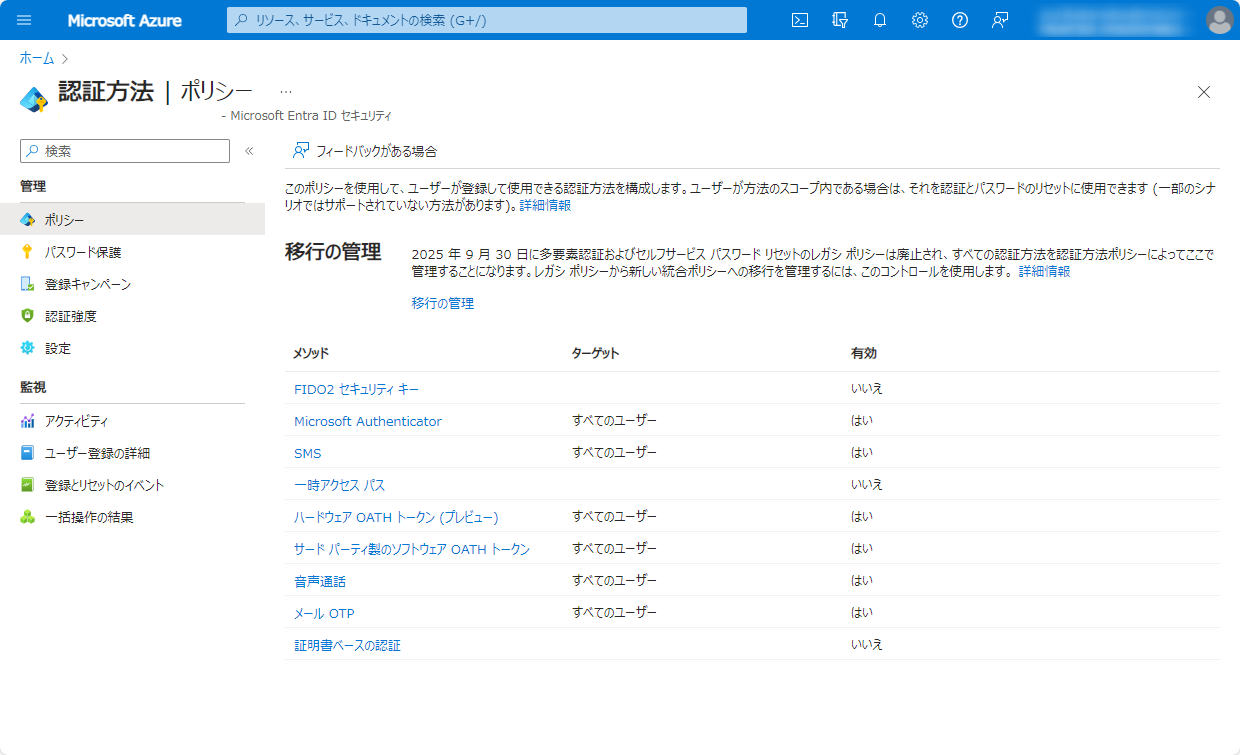 Microsoft Azure
リソース、サービス、ドキュメントの検索 (G+/)
ホーム
認証方法 | ポリシー ...
- Microsoft Entra ID セキュリティ
検索
管理
ポリシー
パスワード保護
登録キャンペーン
認証強度
設定
監視
アクティビティ
ユーザー登録の詳細
登録とリセットのイベント
一括操作の結果
フィードバックがある場合
このポリシーを使用して、ユーザーが登録して使用できる認証方法を構成します。ユーザーが方法のスコープ内である場合は、それを認証とパスワードのリセットに使用できます (一部のシナ
リオではサポートされていない方法があります)。詳細情報
移行の管理
2025 年 9 月 30 日に多要素認証およびセルフサービス パスワード リセットのレガシ ポリシーは廃止され、すべての認証方法を認証方法ポリシーによってここで
管理することになります。レガシ ポリシーから新しい統合ポリシーへの移行を管理するには、このコントロールを使用します。 詳細情報
移行の管理
メソッド ターゲット 有効
FIDO2 セキュリティ キー いいえ
Microsoft Authenticator すべてのユーザー はい
SMS すべてのユーザー はい
一時アクセス パス いいえ
ハードウェア OATH トークン (プレビュー) すべてのユーザー はい
サード パーティ製のソフトウェア OATH トークン すべてのユーザー はい
音声通話 すべてのユーザー はい
メール OTP すべてのユーザー はい
証明書ベースの認証 いいえ